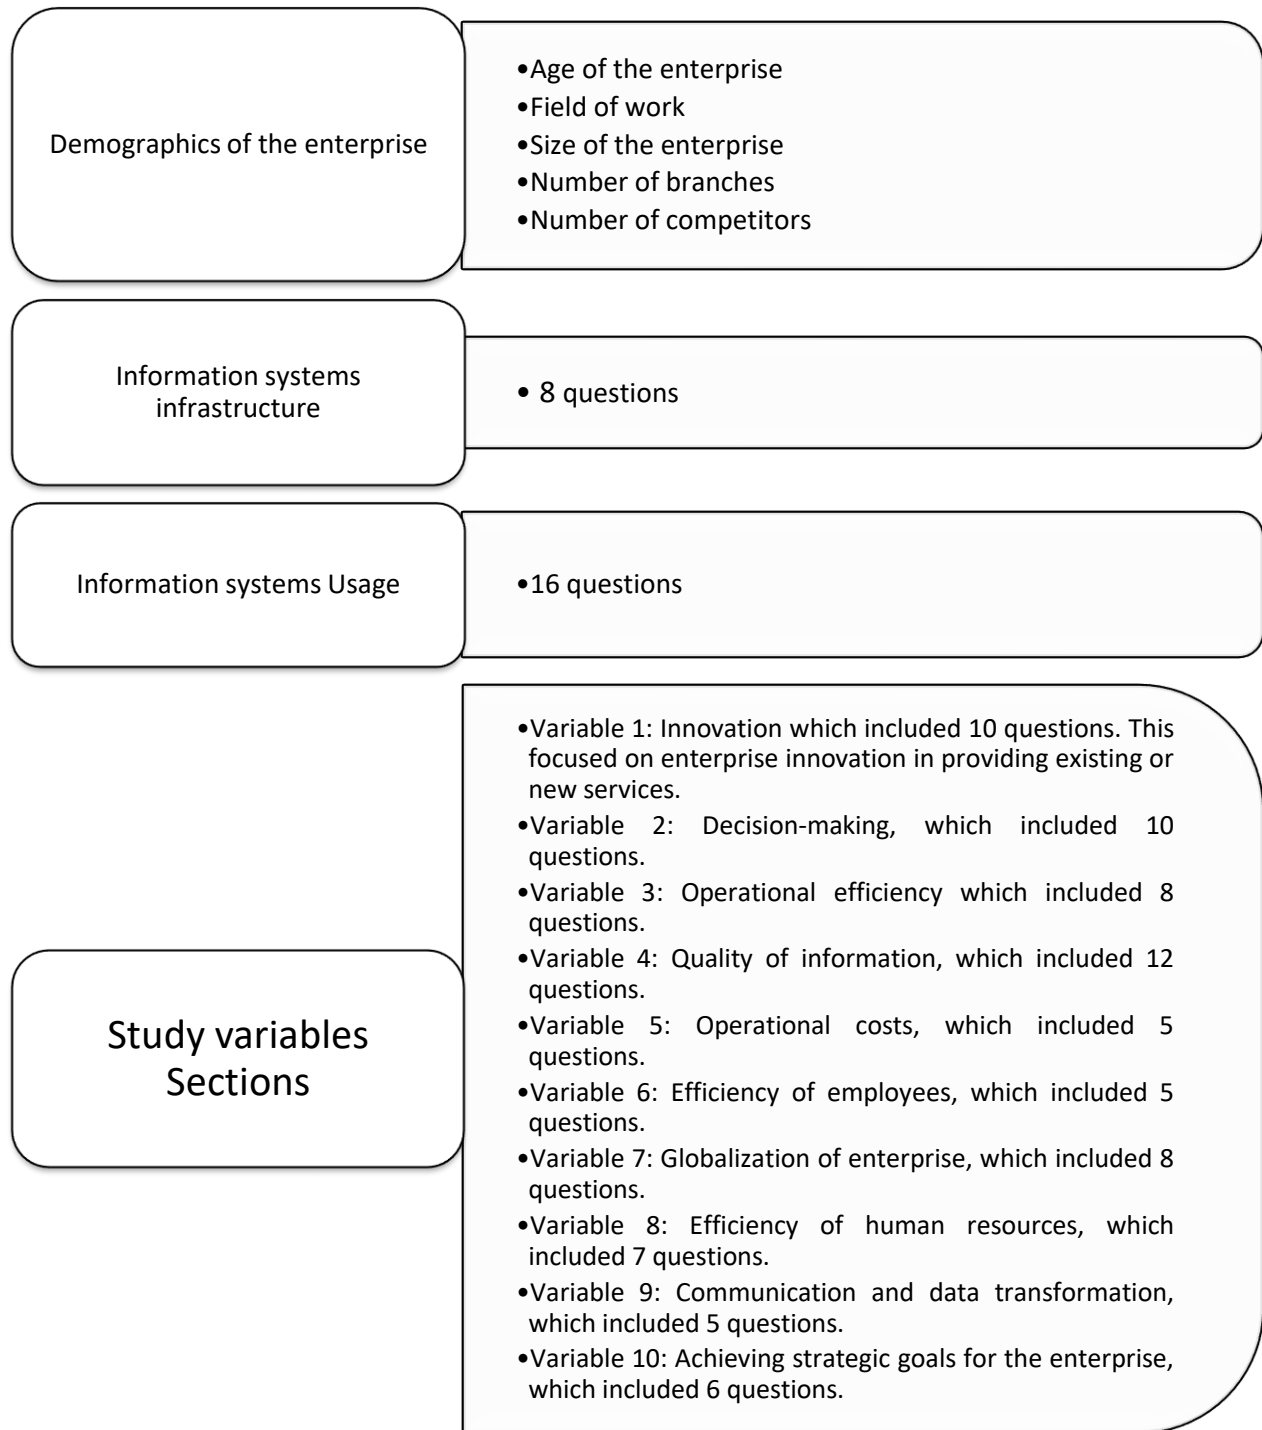 Demographics of the enterprise
•Age of the enterprise
•Field of work
•Size of the enterprise
•Number of branches
•Number of competitors
Information systems
infrastructure
• 8 questions
Information systems Usage
•16 questions
Study variables
Sections
•Variable 1: Innovation which included 10 questions. This
focused on enterprise innovation in providing existing or
new services.
•Variable 2: Decision-making, which included 10
questions.
•Variable 3: Operational efficiency which included 8
questions.
•Variable 4: Quality of information, which included 12
questions.
•Variable 5: Operational costs, which included 5
questions.
•Variable 6: Efficiency of employees, which included 5
questions.
•Variable 7: Globalization of enterprise, which included 8
questions.
•Variable 8: Efficiency of human resources, which
included 7 questions.
•Variable 9: Communication and data transformation,
which included 5 questions.
•Variable 10: Achieving strategic goals for the enterprise,
which included 6 questions.